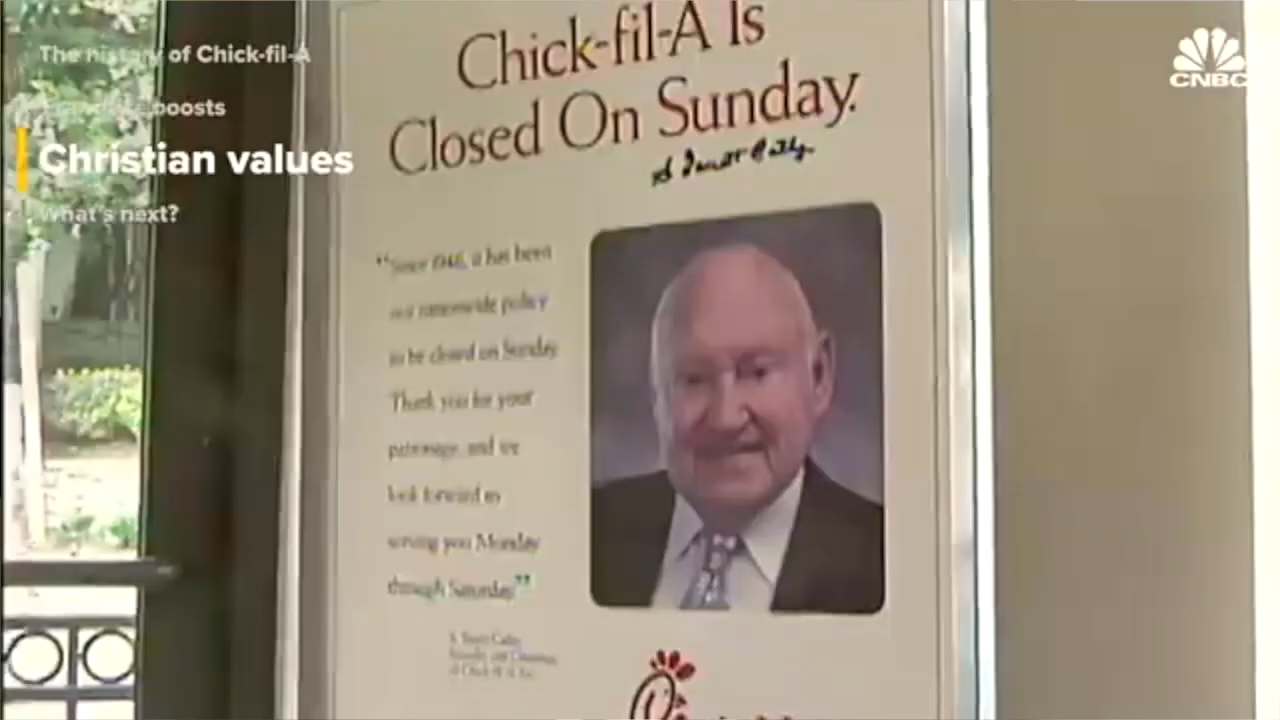 The history of Chick-fil-A
boosts
Christian values
What's next?
CNBC
Chick-fil-A Is
Closed On Sunday.
"Since 1946, it has been
our nationwide policy
to be closed on Sunday
Thank you for your
patronage, and we
look forward to
serving you Monday
through Saturday"
S. Truett Cathy